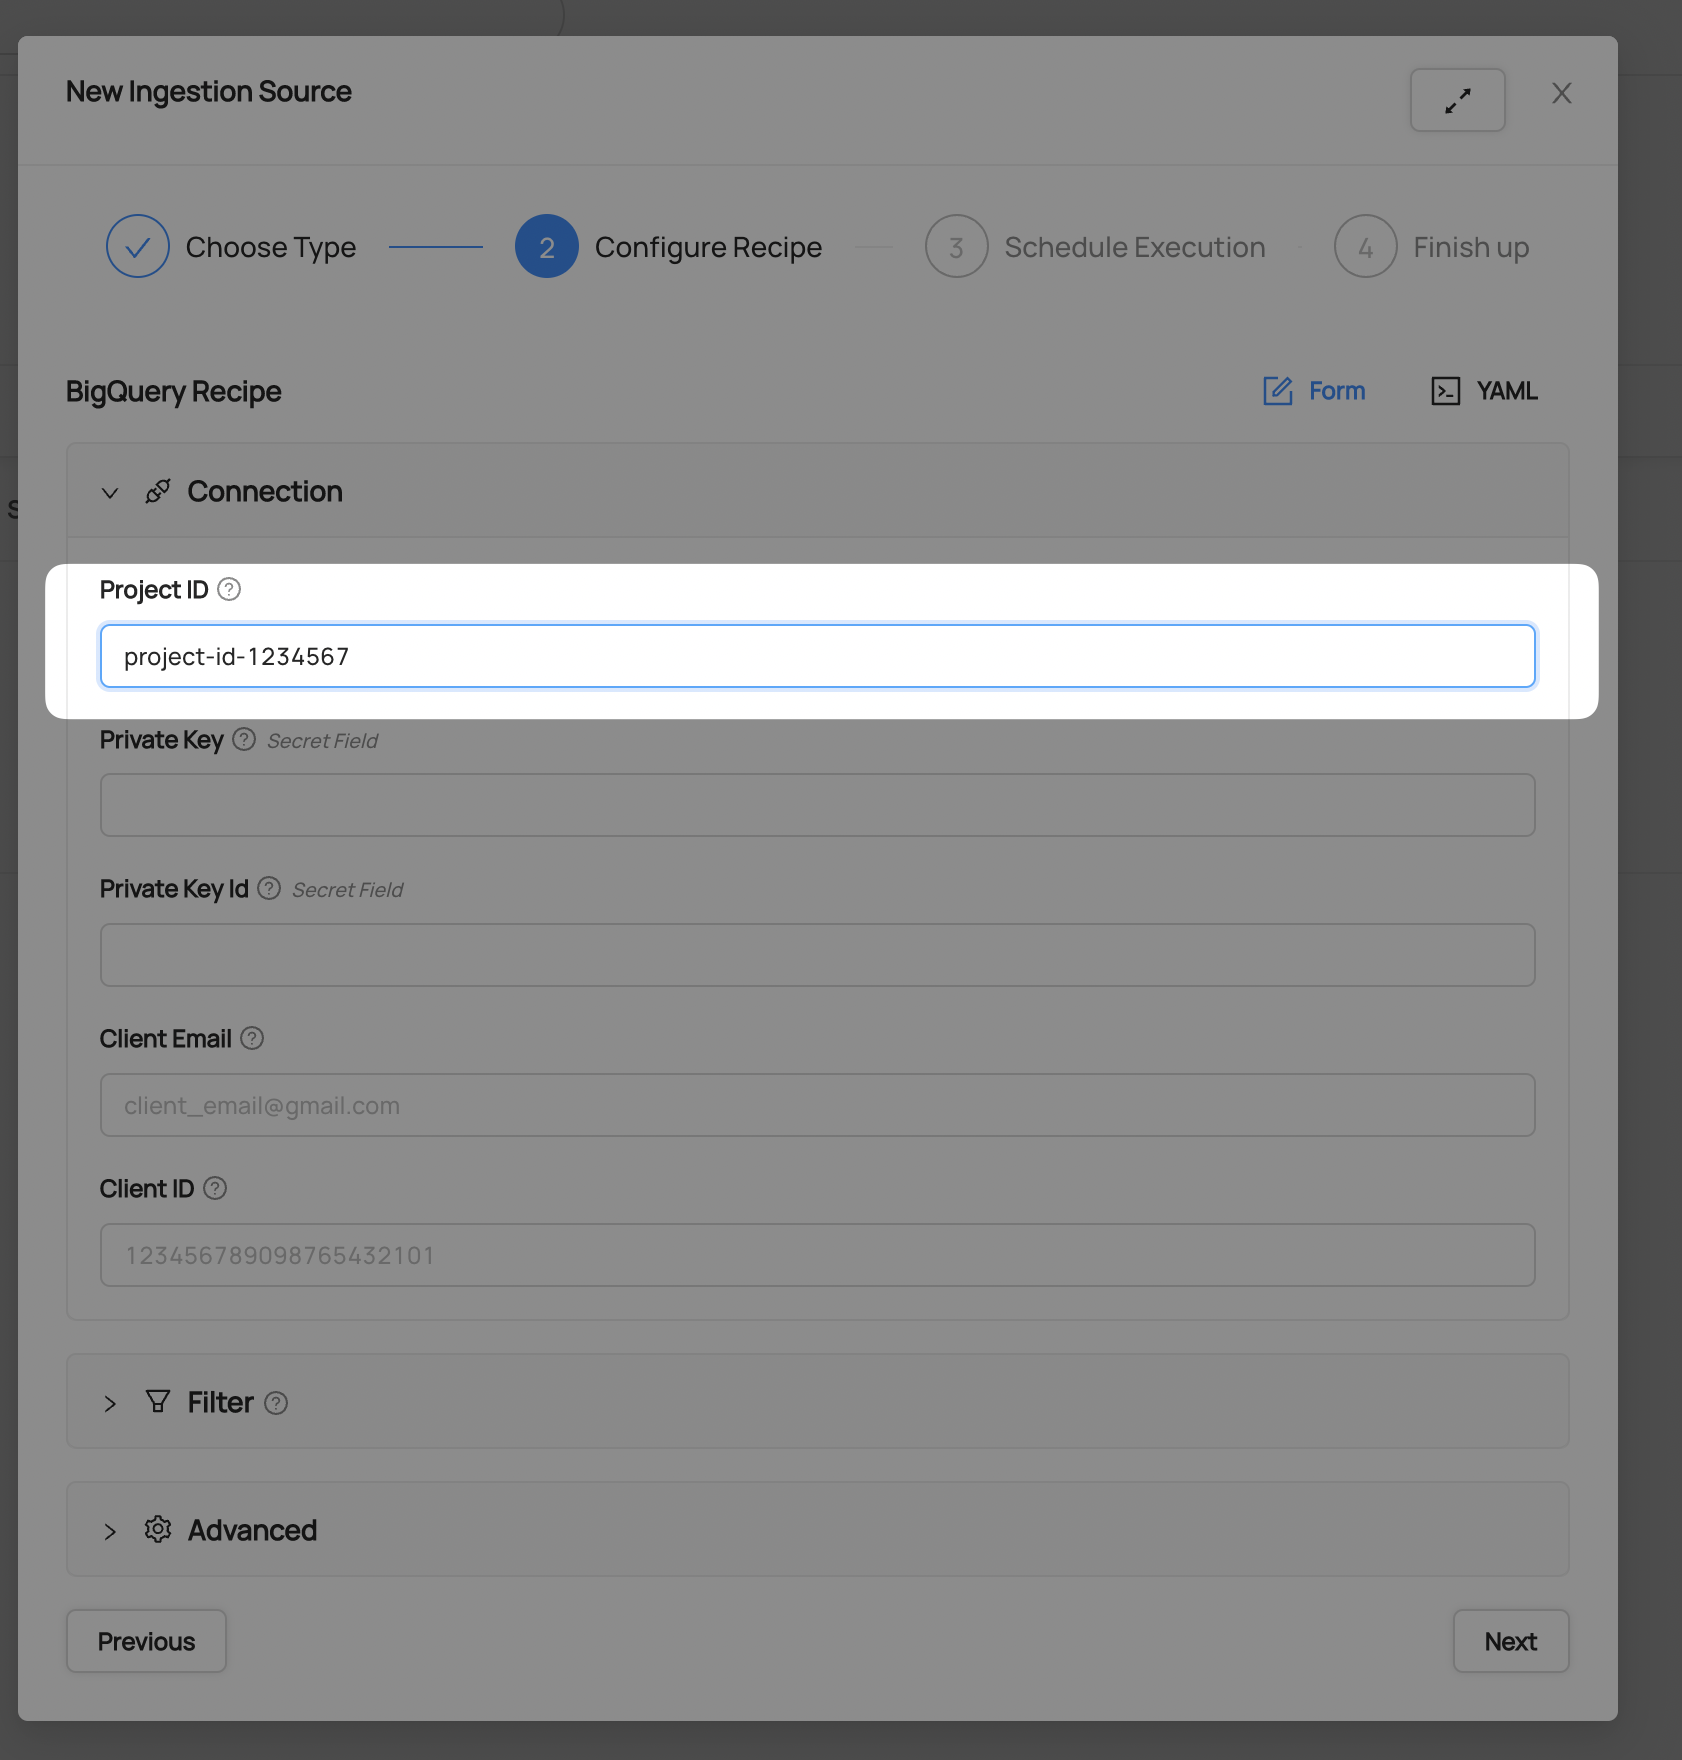 New Ingestion Source
Choose Type
2 Configure Recipe
3 Schedule Execution
4 Finish up
BigQuery Recipe
Form
YAML
Connection
Project ID ?
project-id-1234567
Private Key ? Secret Field
Private Key Id ? Secret Field
Client Email ?
client_email@gmail.com
Client ID ?
123456789098765432101
Filter ?
Advanced
Previous
Next